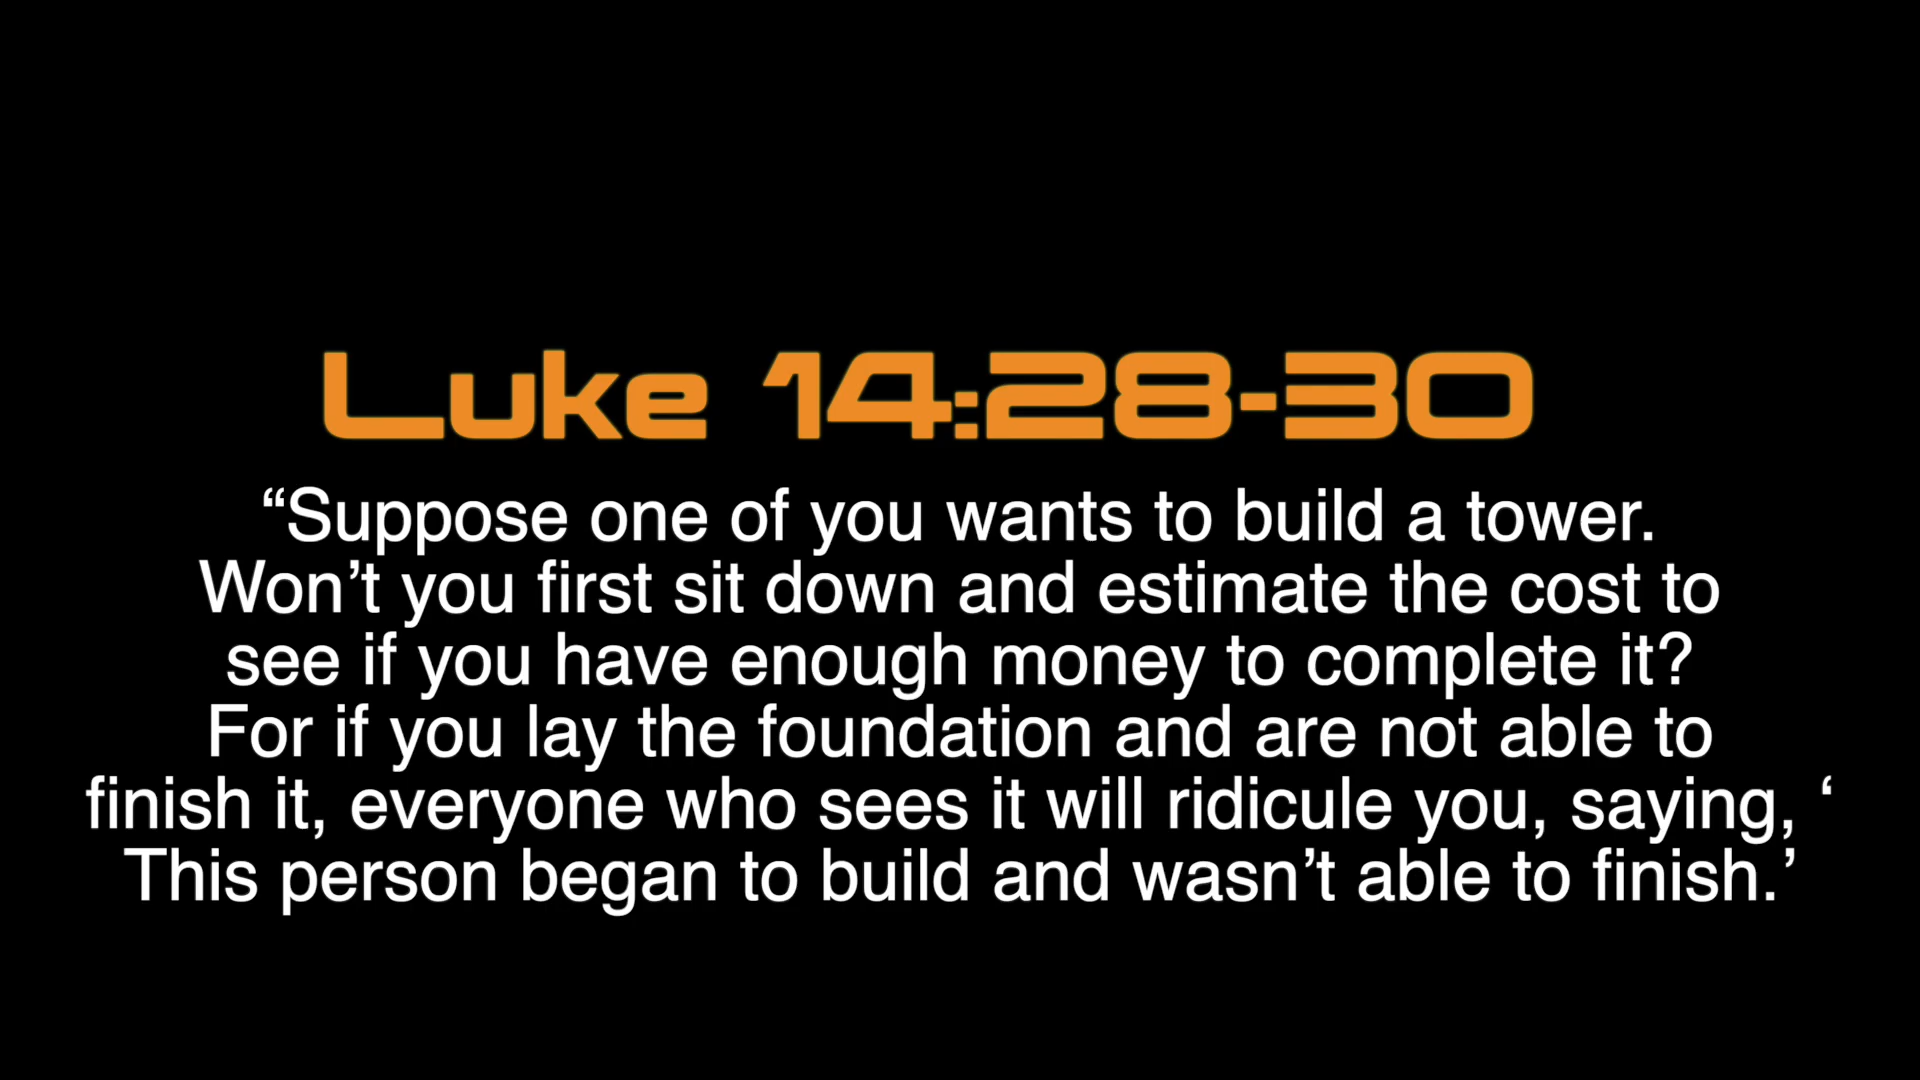 Luke 14:28-30
“Suppose one of you wants to build a tower.
Won’t you first sit down and estimate the cost to
see if you have enough money to complete it?
For if you lay the foundation and are not able to
finish it, everyone who sees it will ridicule you, saying, ‘
This person began to build and wasn’t able to finish.’